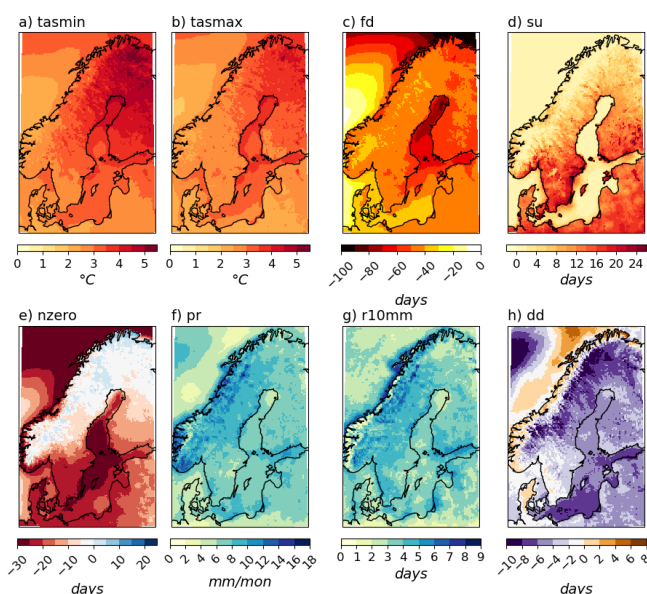 a) tasmin
b) tasmax
c) fd
d) su
0 1 2 3 4 5
°C
0 1 2 3 4 5
°C
−100 −80 −60 −40 −20 0
days
0 4 8 12 16 20 24
days
e) nzero
f) pr
g) r10mm
h) dd
−30 −20 −10 0 10 20
days
0 2 4 6 8 10 12 14 16 18
mm/mon
0 1 2 3 4 5 6 7 8 9
days
−10 −8 −6 −4 −2 0 2 4 6 8
days